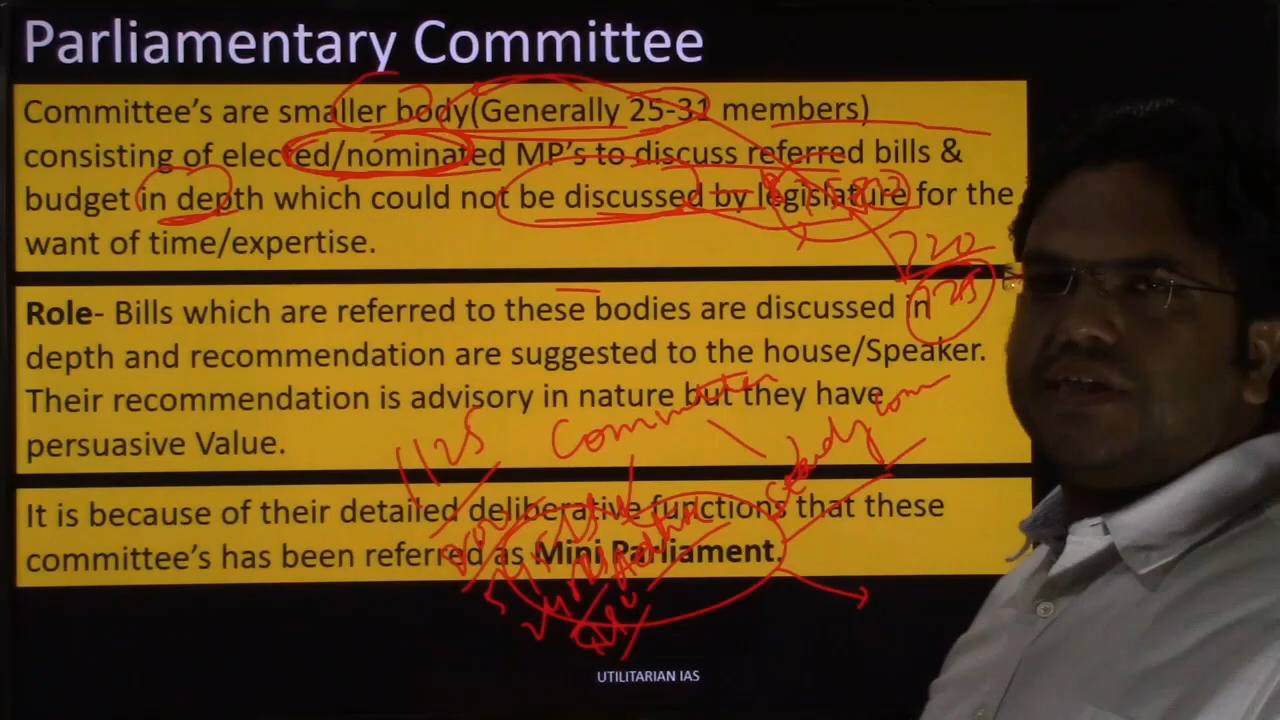 Parliamentary Committee
Committee's are smaller body(Generally 25-31 members)
consisting of elected/nominated MP's to discuss referred bills &
budget in depth which could not be discussed by legislature for the
want of time/expertise.
720
Role- Bills which are referred to these bodies are discussed in
depth and recommendation are suggested to the house/Speaker.
Their recommendation is advisory in nature but they have
persuasive Value.
1125
It is because of their detailed deliberative functions that these
committee's has been referred as Mini Parliament.
UTILITARIAN IAS